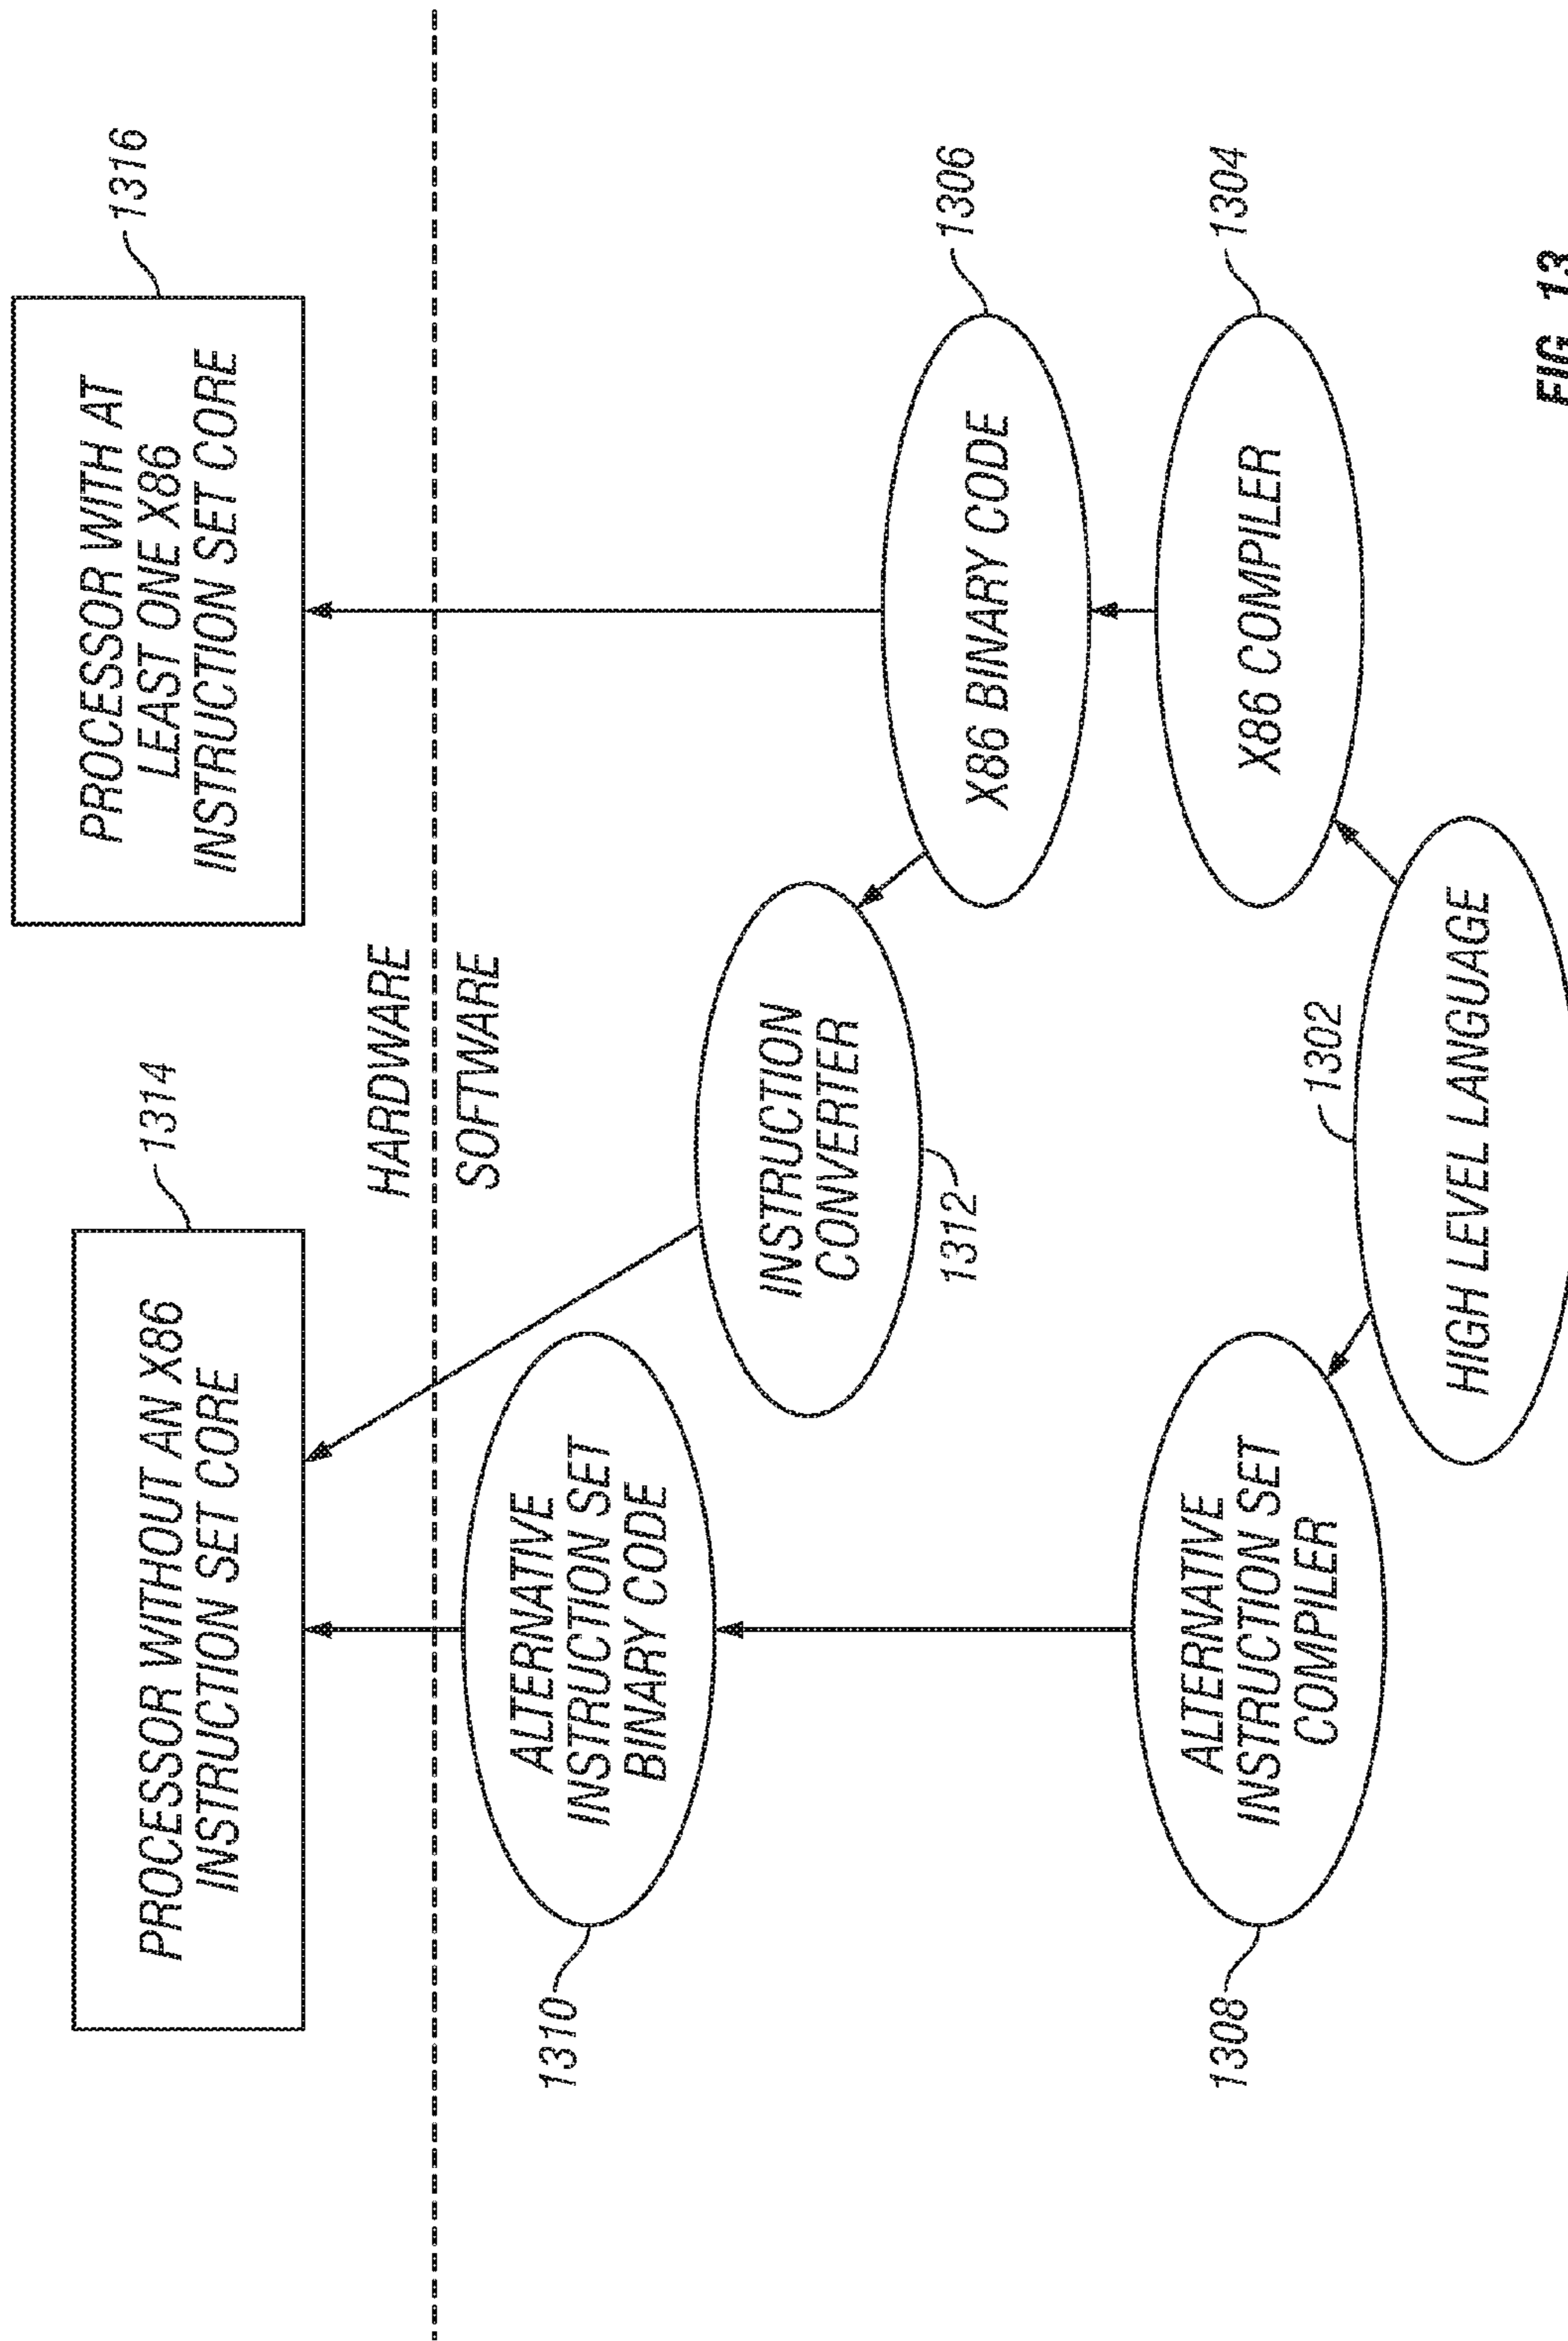 PROCESSOR WITHOUT AN X86
INSTRUCTION SET CORE
1314
PROCESSOR WITH AT
LEAST ONE X86
INSTRUCTION SET CORE
1316
HARDWARE
SOFTWARE
1310
ALTERNATIVE
INSTRUCTION SET
BINARY CODE
INSTRUCTION
CONVERTER
1312
X86 BINARY CODE
1306
1308
ALTERNATIVE
INSTRUCTION SET
COMPILER
X86 COMPILER
1304
1302
HIGH LEVEL LANGUAGE
FIG. 13